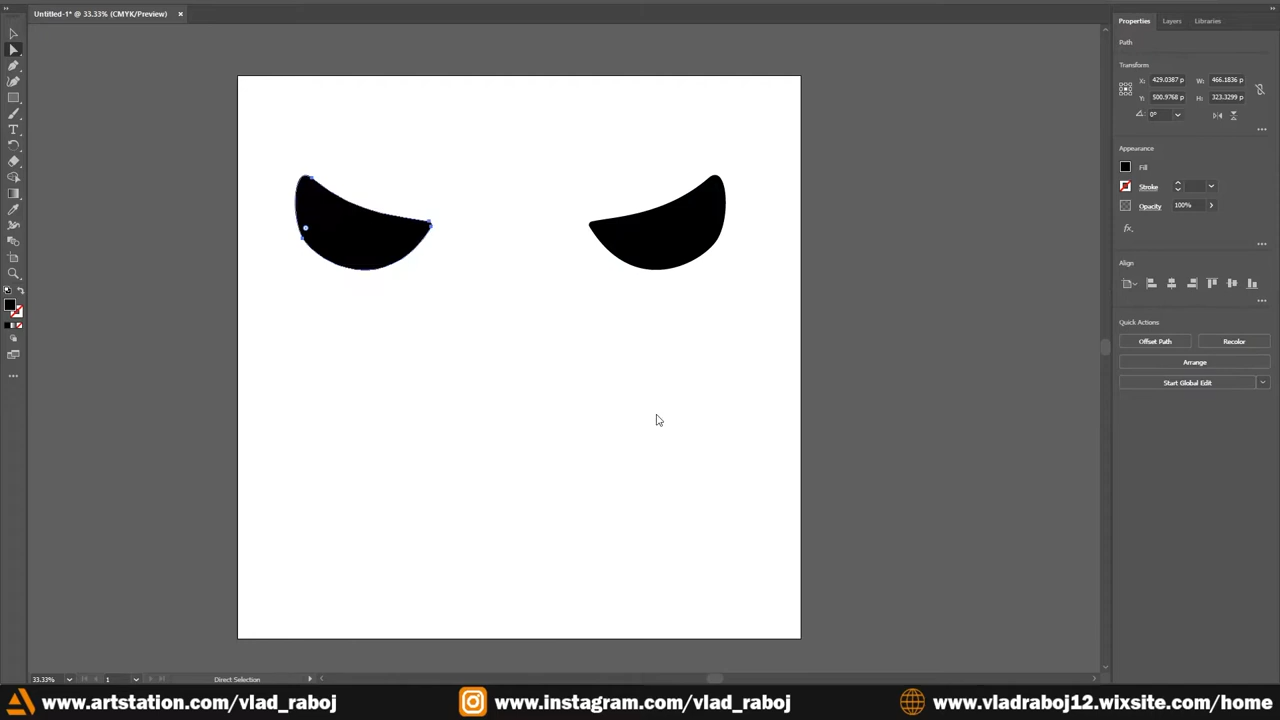 Untitled-1* @ 33.33% (CMYK/Preview)
Properties
Layers
Libraries
Path
Transform
X: 429.0387 p
W: 466.1836 p
Y: 500.9768 p
H: 323.3299 p
0°
Appearance
Fill
Stroke
Opacity
100%
fx.
Align
Quick Actions
Offset Path
Recolor
Arrange
Start Global Edit
33.33%
1
Direct Selection
www.artstation.com/vlad_raboj
www.instagram.com/vlad_raboj
www.vladraboj12.wixsite.com/home